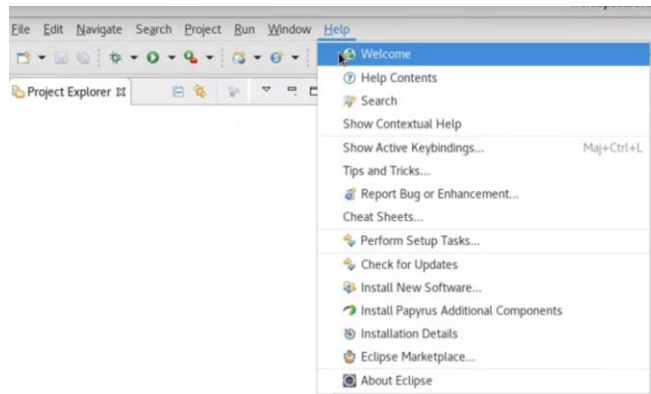 File Edit Navigate Search Project Run Window Help
Project Explorer
Welcome
Help Contents
Search
Show Contextual Help
Show Active Keybindings... Maj+Ctrl+L
Tips and Tricks...
Report Bug or Enhancement...
Cheat Sheets...
Perform Setup Tasks...
Check for Updates
Install New Software...
Install Papyrus Additional Components
Installation Details
Eclipse Marketplace...
About Eclipse